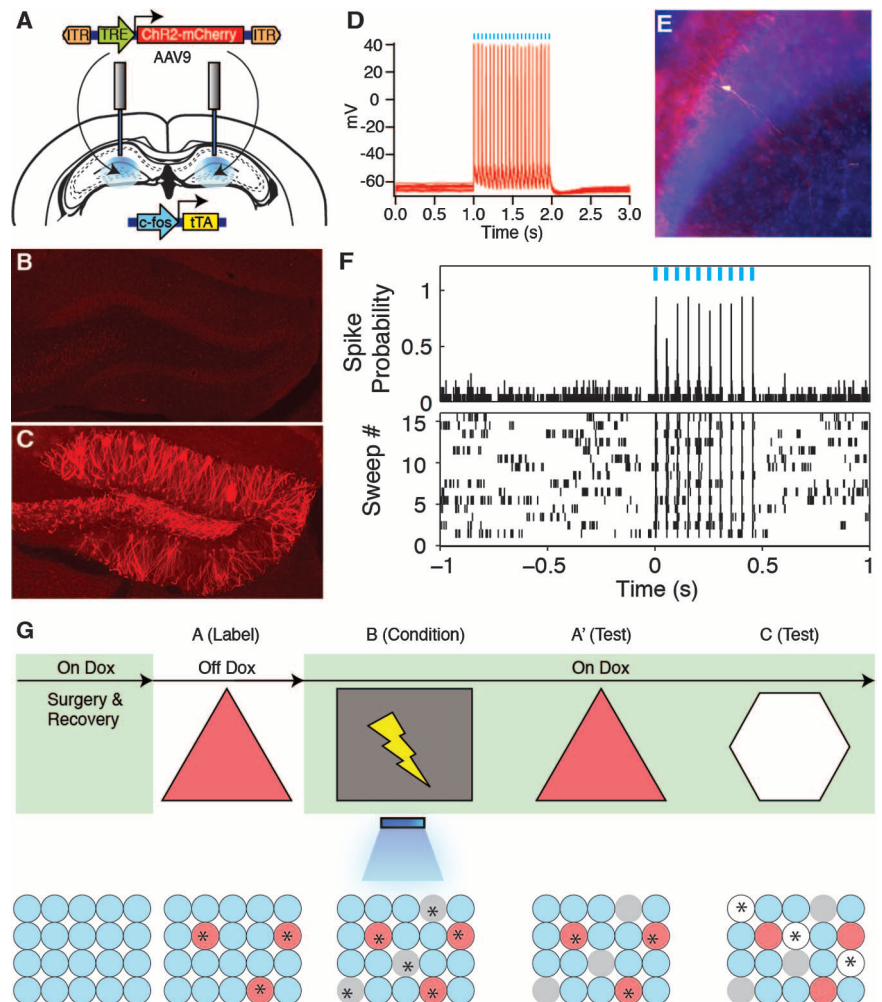 A
ITR TRE ChR2-mCherry ITR
AAV9
c-fos tTA
B
C
D
40
20
0
-20
-40
-60
mV
0.0 0.5 1.0 1.5 2.0 2.5 3.0
Time (s)
E
F
1
0.5
0
Spike
Probability
15
10
5
0
Sweep #
−1 −0.5 0 0.5 1
Time (s)
G
A (Label) B (Condition) A' (Test) C (Test)
On Dox Off Dox On Dox
Surgery &
Recovery
* *
*
*
* *
*
* *
* *
*
*
*
*